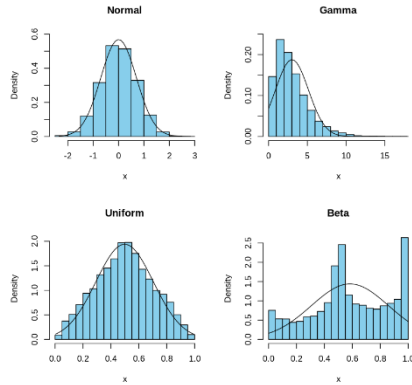 Normal
Density
0.0 0.2 0.4 0.6
-2 -1 0 1 2 3
x
Gamma
Density
0.00 0.10 0.20
0 5 10 15
x
Uniform
Density
0.0 0.5 1.0 1.5 2.0
0.0 0.2 0.4 0.6 0.8 1.0
x
Beta
Density
0.0 0.5 1.0 1.5 2.0 2.5
0.0 0.2 0.4 0.6 0.8 1.0
x